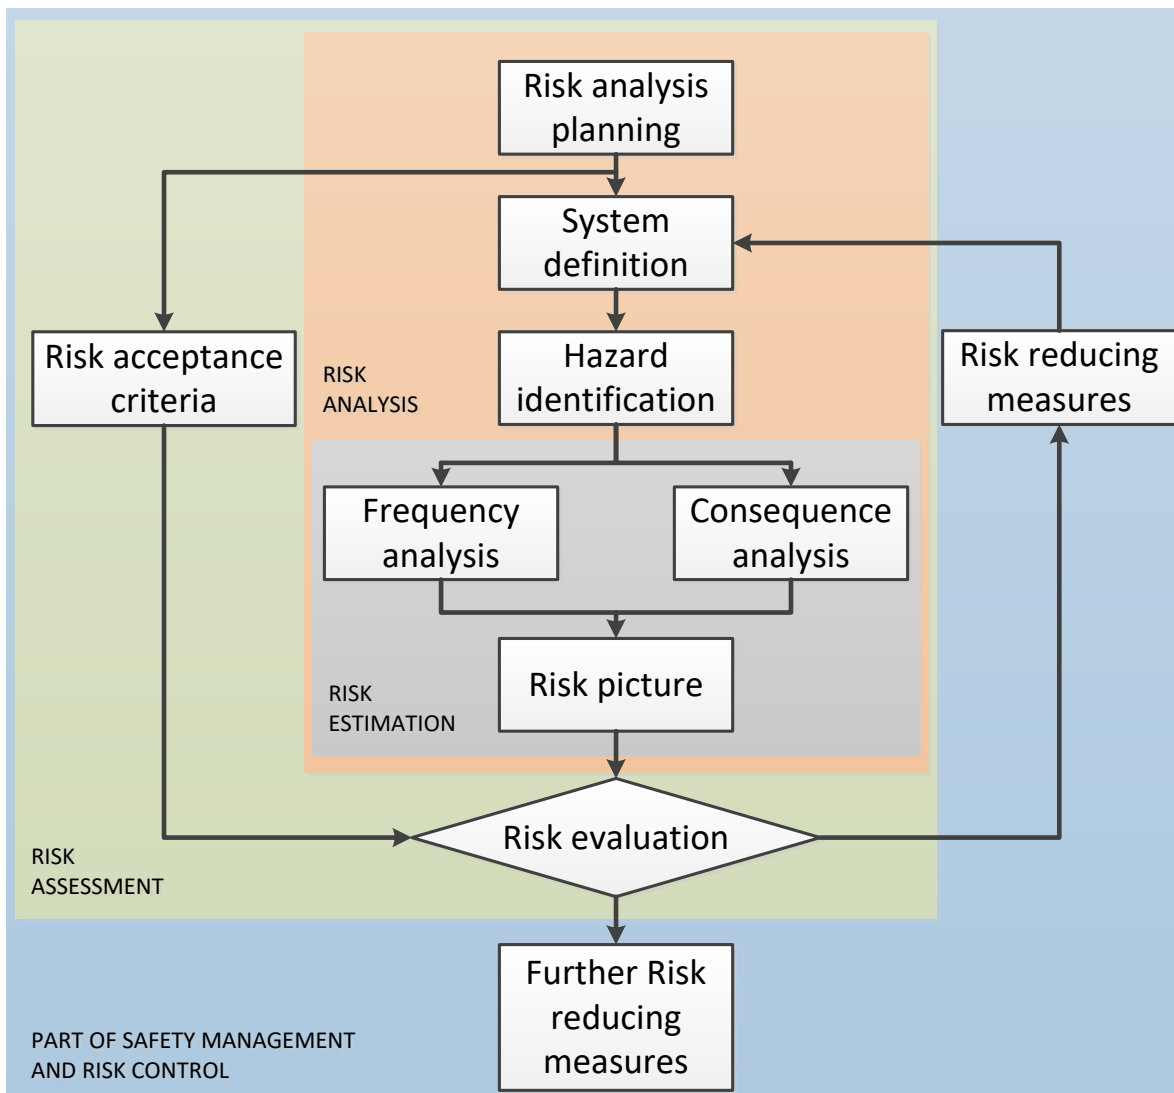 Risk analysis
planning
System
definition
Risk acceptance
criteria
Hazard
identification
Risk reducing
measures
RISK
ANALYSIS
Frequency
analysis
Consequence
analysis
Risk picture
RISK
ESTIMATION
Risk evaluation
RISK
ASSESSMENT
Further Risk
reducing
measures
PART OF SAFETY MANAGEMENT
AND RISK CONTROL